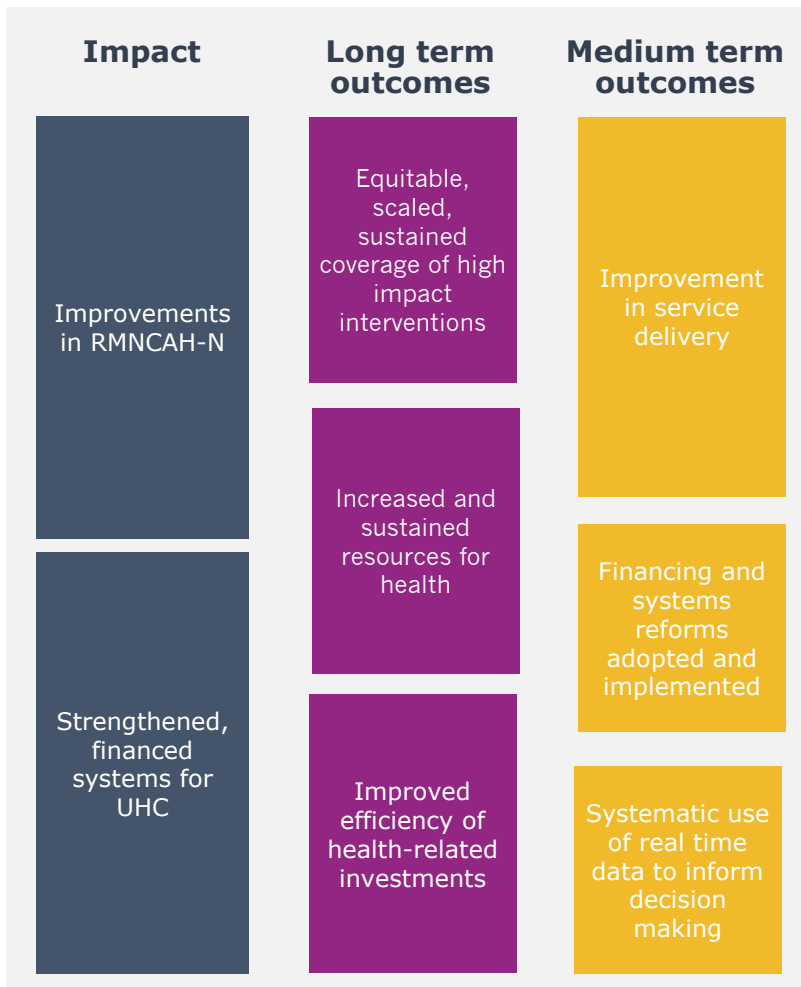 Impact
Improvements
in RMNCAH-N
Strengthened,
financed
systems for
UHC
Long term
outcomes
Equitable,
scaled,
sustained
coverage of high
impact
interventions
Increased and
sustained
resources for
health
Improved
efficiency of
health-related
investments
Medium term
outcomes
Improvement
in service
delivery
Financing and
systems
reforms
adopted and
implemented
Systematic use
of real time
data to inform
decision
making